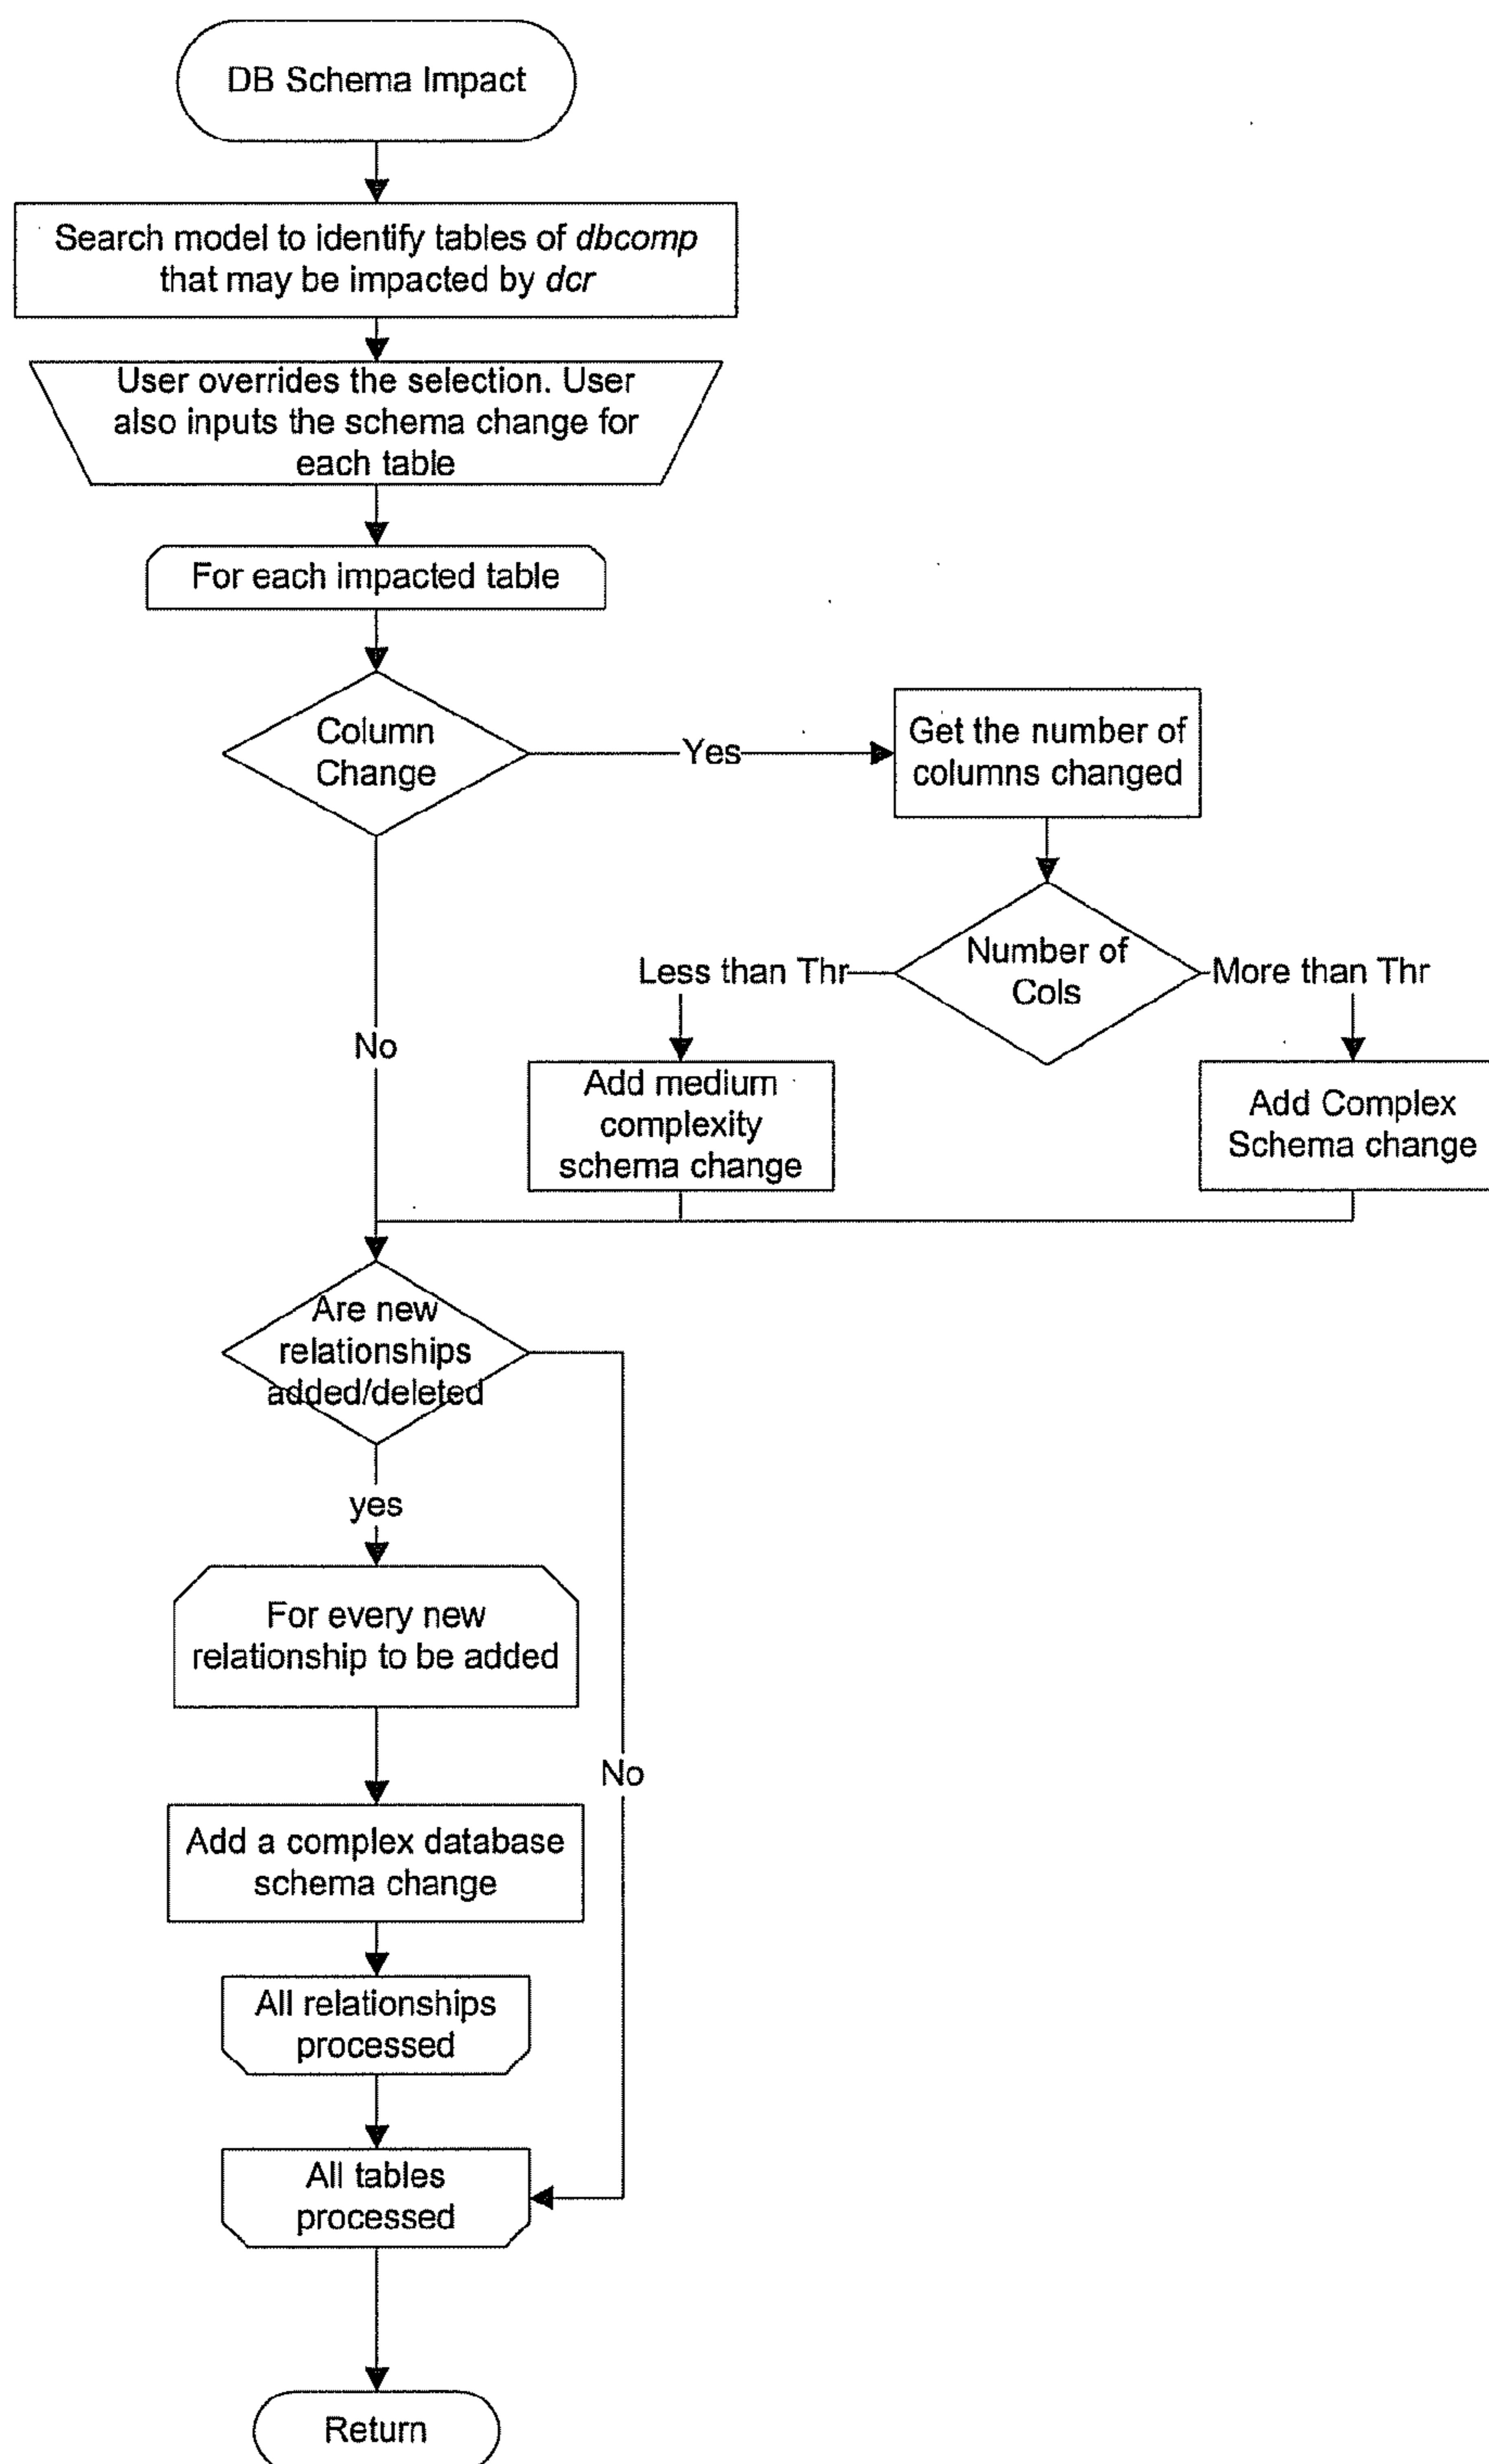 DB Schema Impact
Search model to identify tables of dbcomp
that may be impacted by dcr
User overrides the selection. User
also inputs the schema change for
each table
For each impacted table
Column
Change
Yes
Get the number of
columns changed
Number of
Cols
Less than Thr
More than Thr
No
Add medium
complexity
schema change
Add Complex
Schema change
Are new
relationships
added/deleted
yes
For every new
relationship to be added
No
Add a complex database
schema change
All relationships
processed
All tables
processed
Return